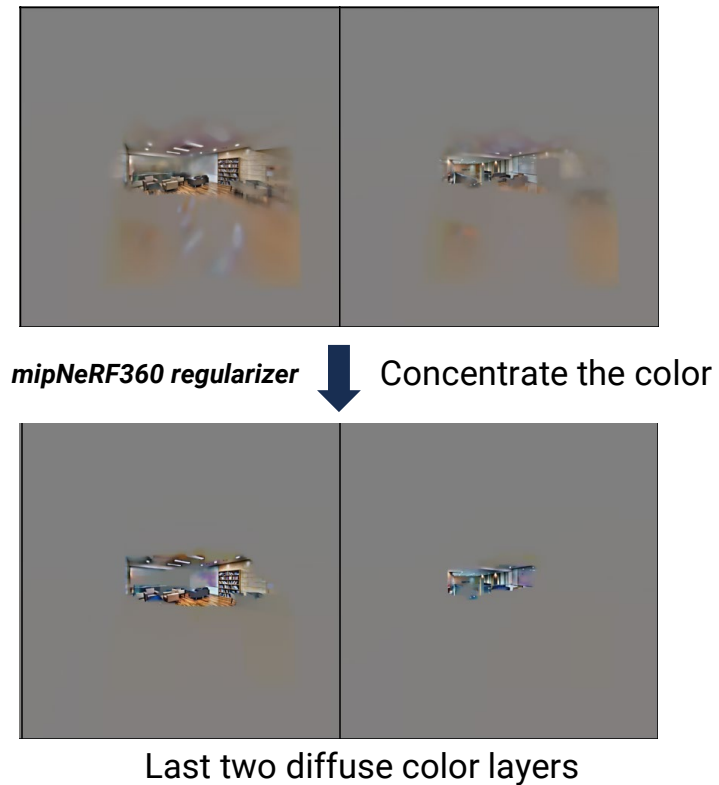 mipNeRF360 regularizer
Concentrate the color
Last two diffuse color layers